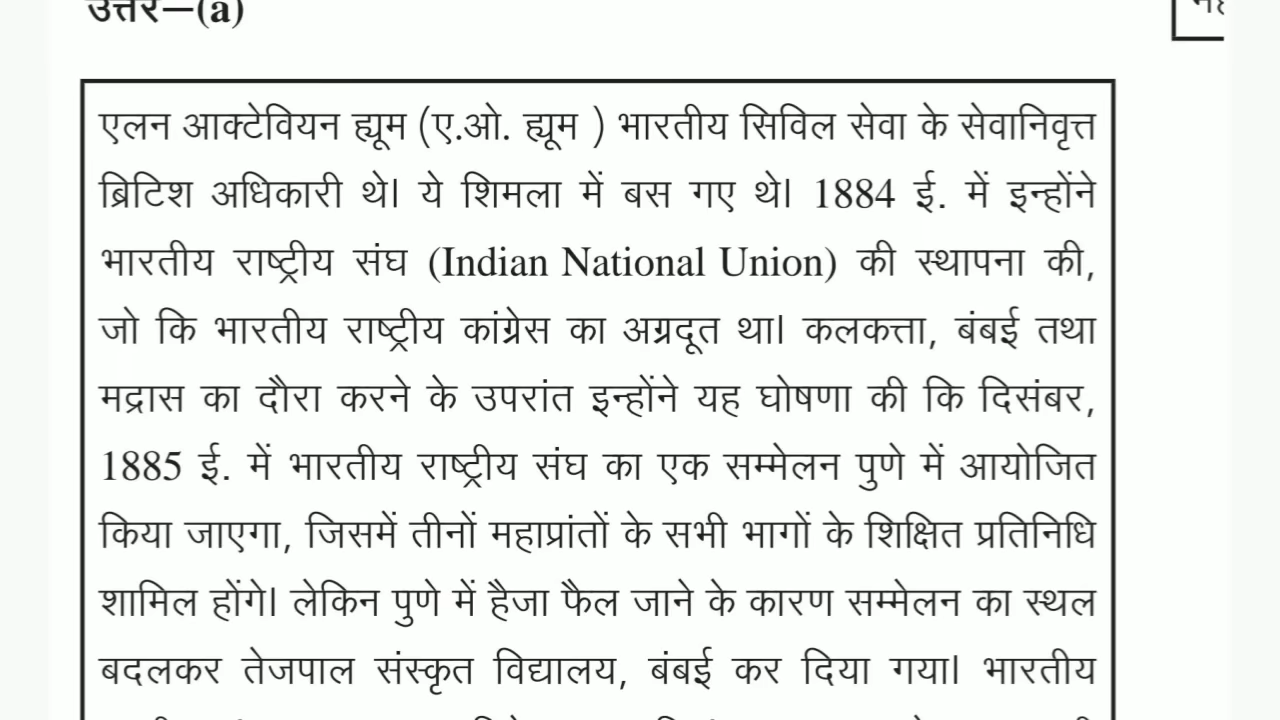 उत्तर—(a)
एलन आक्टेवियन ह्यूम (ए.ओ. ह्यूम ) भारतीय सिविल सेवा के सेवानिवृत्त
ब्रिटिश अधिकारी थे। ये शिमला में बस गए थे। 1884 ई. में इन्होंने
भारतीय राष्ट्रीय संघ (Indian National Union) की स्थापना की,
जो कि भारतीय राष्ट्रीय कांग्रेस का अग्रदूत था। कलकत्ता, बंबई तथा
मद्रास का दौरा करने के उपरांत इन्होंने यह घोषणा की कि दिसंबर,
1885 ई. में भारतीय राष्ट्रीय संघ का एक सम्मेलन पुणे में आयोजित
किया जाएगा, जिसमें तीनों महाप्रांतों के सभी भागों के शिक्षित प्रतिनिधि
शामिल होंगे। लेकिन पुणे में हैजा फैल जाने के कारण सम्मेलन का स्थल
बदलकर तेजपाल संस्कृत विद्यालय, बंबई कर दिया गया। भारतीय